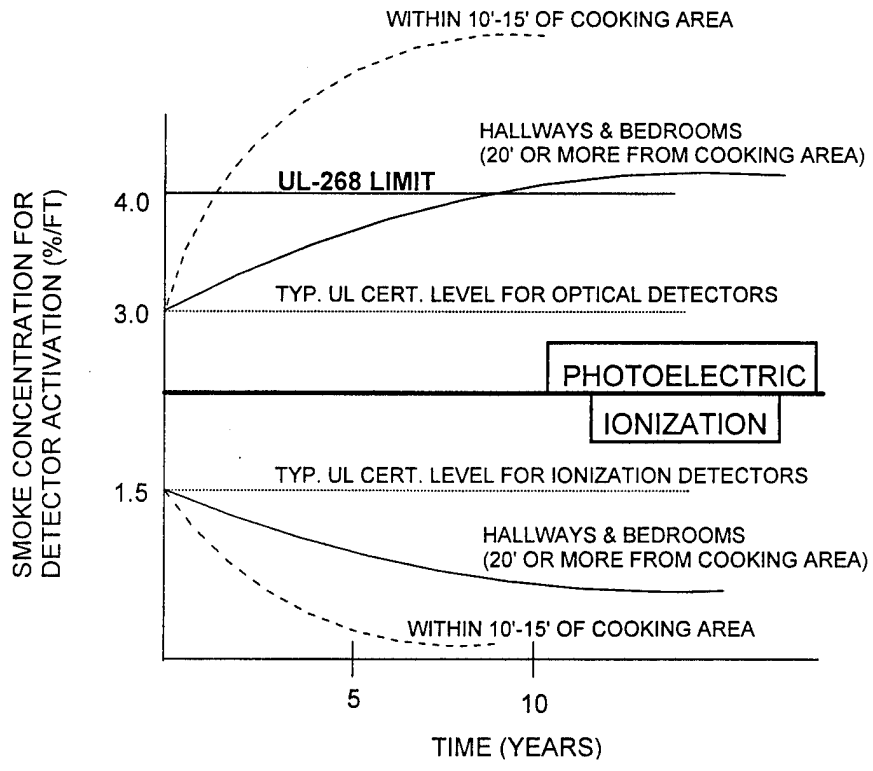 WITHIN 10'-15' OF COOKING AREA
HALLWAYS & BEDROOMS
(20' OR MORE FROM COOKING AREA)
UL-268 LIMIT
4.0
TYP. UL CERT. LEVEL FOR OPTICAL DETECTORS
3.0
PHOTOELECTRIC
IONIZATION
TYP. UL CERT. LEVEL FOR IONIZATION DETECTORS
1.5
HALLWAYS & BEDROOMS
(20' OR MORE FROM COOKING AREA)
WITHIN 10'-15' OF COOKING AREA
SMOKE CONCENTRATION FOR
DETECTOR ACTIVATION (%/FT)
5
10
TIME (YEARS)